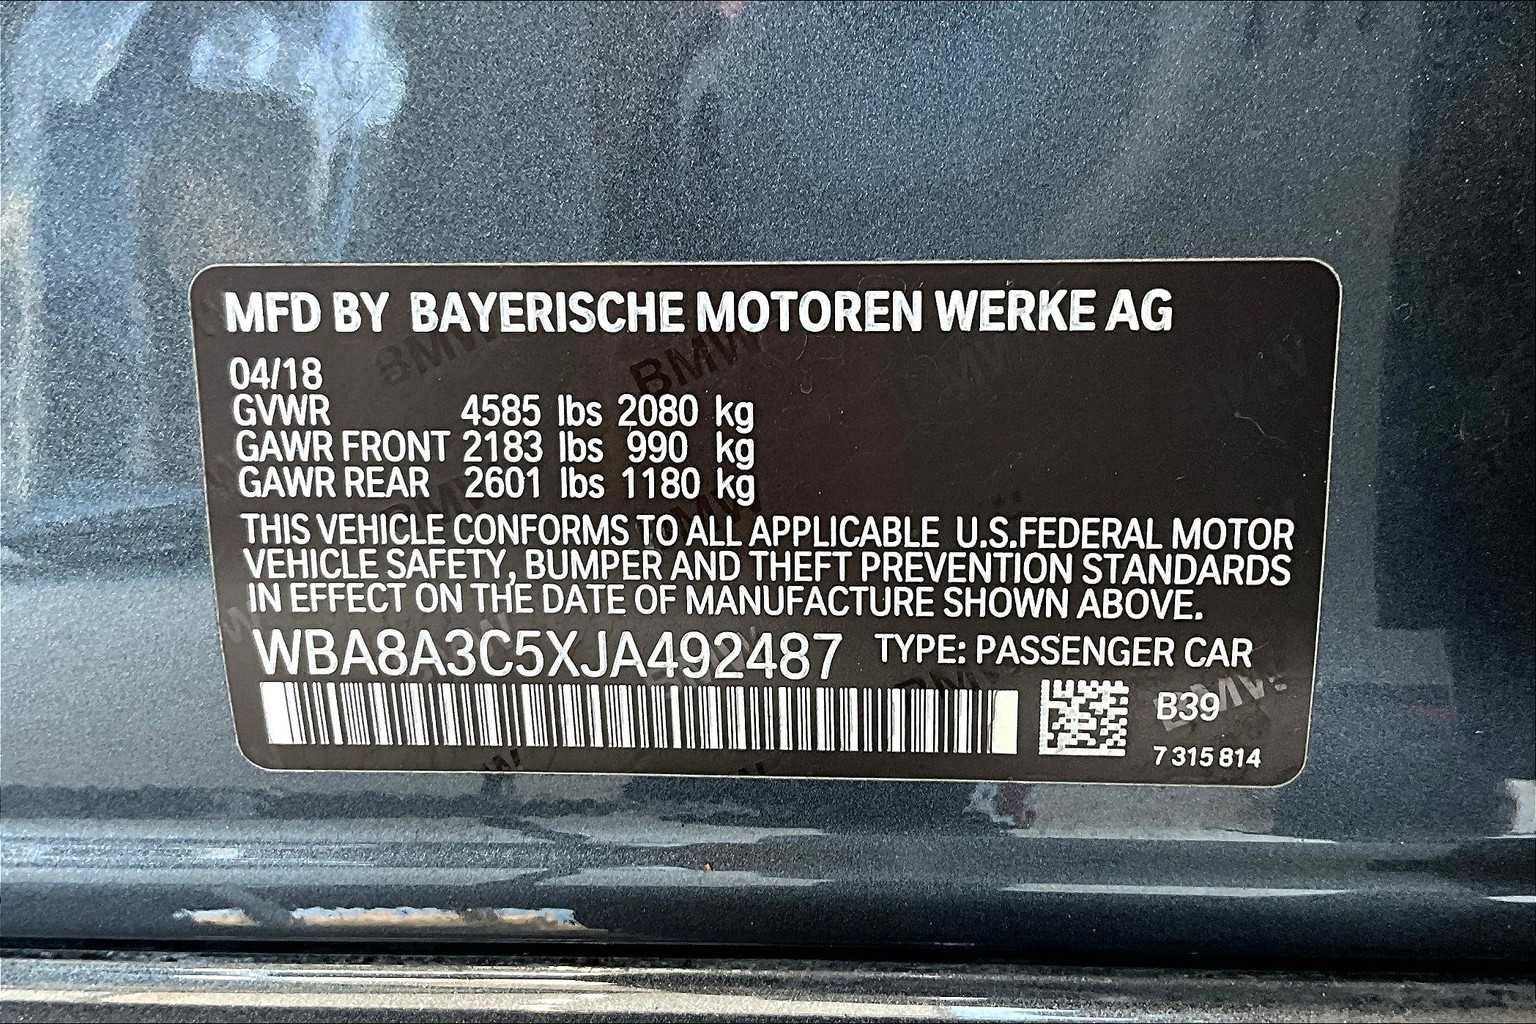 MFD BY BAYERISCHE MOTOREN WERKE AG
04/18
GVWR 4585 lbs 2080 kg
GAWR FRONT 2183 lbs 990 kg
GAWR REAR 2601 lbs 1180 kg
THIS VEHICLE CONFORMS TO ALL APPLICABLE U.S.FEDERAL MOTOR
VEHICLE SAFETY, BUMPER AND THEFT PREVENTION STANDARDS
IN EFFECT ON THE DATE OF MANUFACTURE SHOWN ABOVE.
WBA8A3C5XJA492487 TYPE: PASSENGER CAR
B39
7 315 814